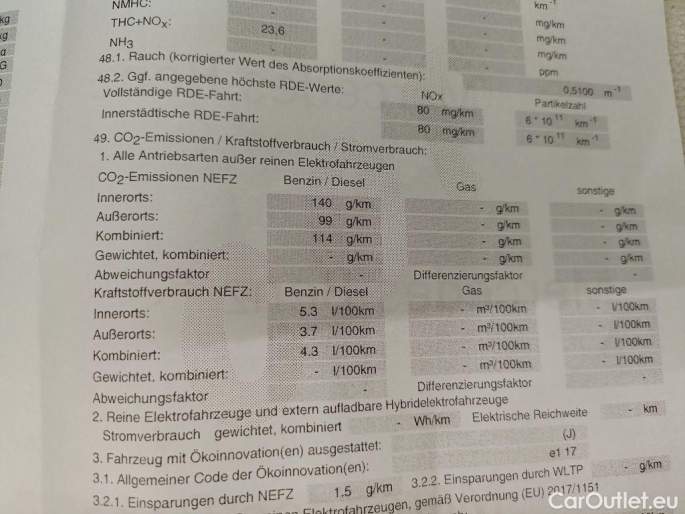 NMHC: - - - km⁻¹
THC+NOx: 23,6 - - mg/km
NH3 - - - mg/km
mg/km
48.1. Rauch (korrigierter Wert des Absorptionskoeffizienten): ppm
48.2. Ggf. angegebene höchste RDE-Werte: 0,5100 m⁻¹
Vollständige RDE-Fahrt: NOx Partikelzahl
80 mg/km 6 * 10 11 km⁻¹
Innerstädtische RDE-Fahrt: 80 mg/km 6 * 10 11 km⁻¹
49. CO2-Emissionen / Kraftstoffverbrauch / Stromverbrauch:
1. Alle Antriebsarten außer reinen Elektrofahrzeugen
CO2-Emissionen NEFZ Benzin / Diesel Gas sonstige
Innerorts: 140 g/km - g/km - g/km
Außerorts: 99 g/km - g/km - g/km
Kombiniert: 114 g/km - g/km - g/km
Gewichtet, kombiniert: - g/km - g/km - g/km
Abweichungsfaktor - Differenzierungsfaktor -
Kraftstoffverbrauch NEFZ: Benzin / Diesel Gas sonstige
Innerorts: 5.3 l/100km - m³/100km - l/100km
Außerorts: 3.7 l/100km - m³/100km - l/100km
Kombiniert: 4.3 l/100km - m³/100km - l/100km
Gewichtet, kombiniert: - l/100km - m³/100km - l/100km
Abweichungsfaktor - Differenzierungsfaktor -
2. Reine Elektrofahrzeuge und extern aufladbare Hybridelektrofahrzeuge
Stromverbrauch gewichtet, kombiniert - Wh/km Elektrische Reichweite - km
3. Fahrzeug mit Ökoinnovation(en) ausgestattet: (J)
3.1. Allgemeiner Code der Ökoinnovation(en): e1 17
3.2.1. Einsparungen durch NEFZ 1.5 g/km 3.2.2. Einsparungen durch WLTP - g/km
Elektrofahrzeugen, gemäß Verordnung (EU) 2017/1151
CarOutlet.eu